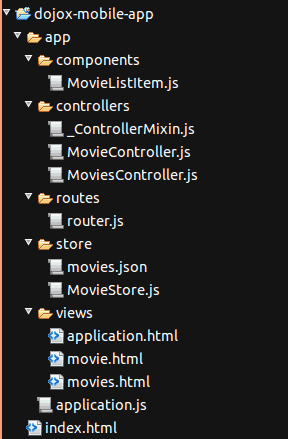 dojox-mobile-app
app
components
MovieListItem.js
controllers
_ControllerMixin.js
MovieController.js
MoviesController.js
routes
router.js
store
movies.json
MovieStore.js
views
application.html
movie.html
movies.html
application.js
index.html